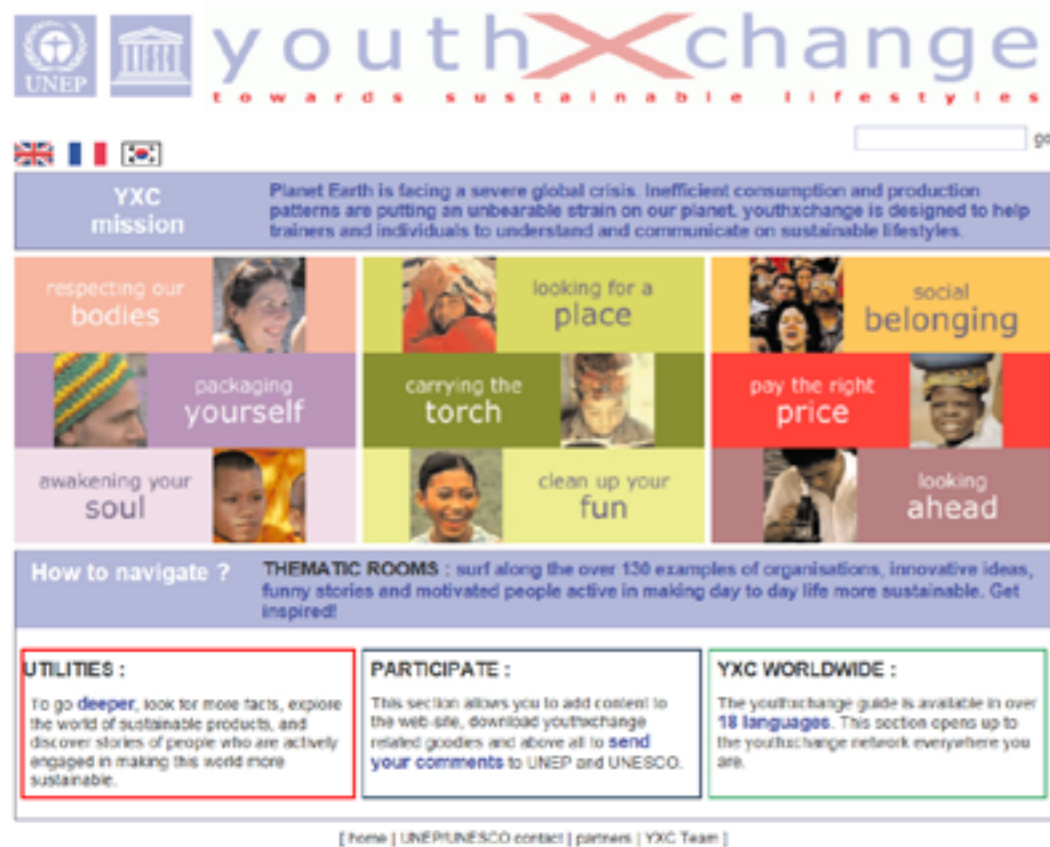 UNEP
youthXchange
towards sustainable lifestyles
go
YXC
mission
Planet Earth is facing a severe global crisis. Inefficient consumption and production
patterns are putting an unbearable strain on our planet. youthxchange is designed to help
trainers and individuals to understand and communicate on sustainable lifestyles.
respecting our
bodies
looking for a
place
social
belonging
packaging
yourself
carrying the
torch
pay the right
price
awakening your
soul
clean up your
fun
looking
ahead
How to navigate ?
THEMATIC ROOMS : surf along the over 130 examples of organisations, innovative ideas,
funny stories and motivated people active in making day to day life more sustainable. Get
inspired!
UTILITIES :
To go deeper, look for more facts, explore
the world of sustainable products, and
discover stories of people who are actively
engaged in making this world more
sustainable.
PARTICIPATE :
This section allows you to add content to
the web-site, download youthxchange
related goodies and above all to send
your comments to UNEP and UNESCO.
YXC WORLDWIDE :
The youthxchange guide is available in over
18 languages. This section opens up to
the youthxchange network everywhere you
are.
[ home | UNEP/UNESCO contact | partners | YXC Team ]